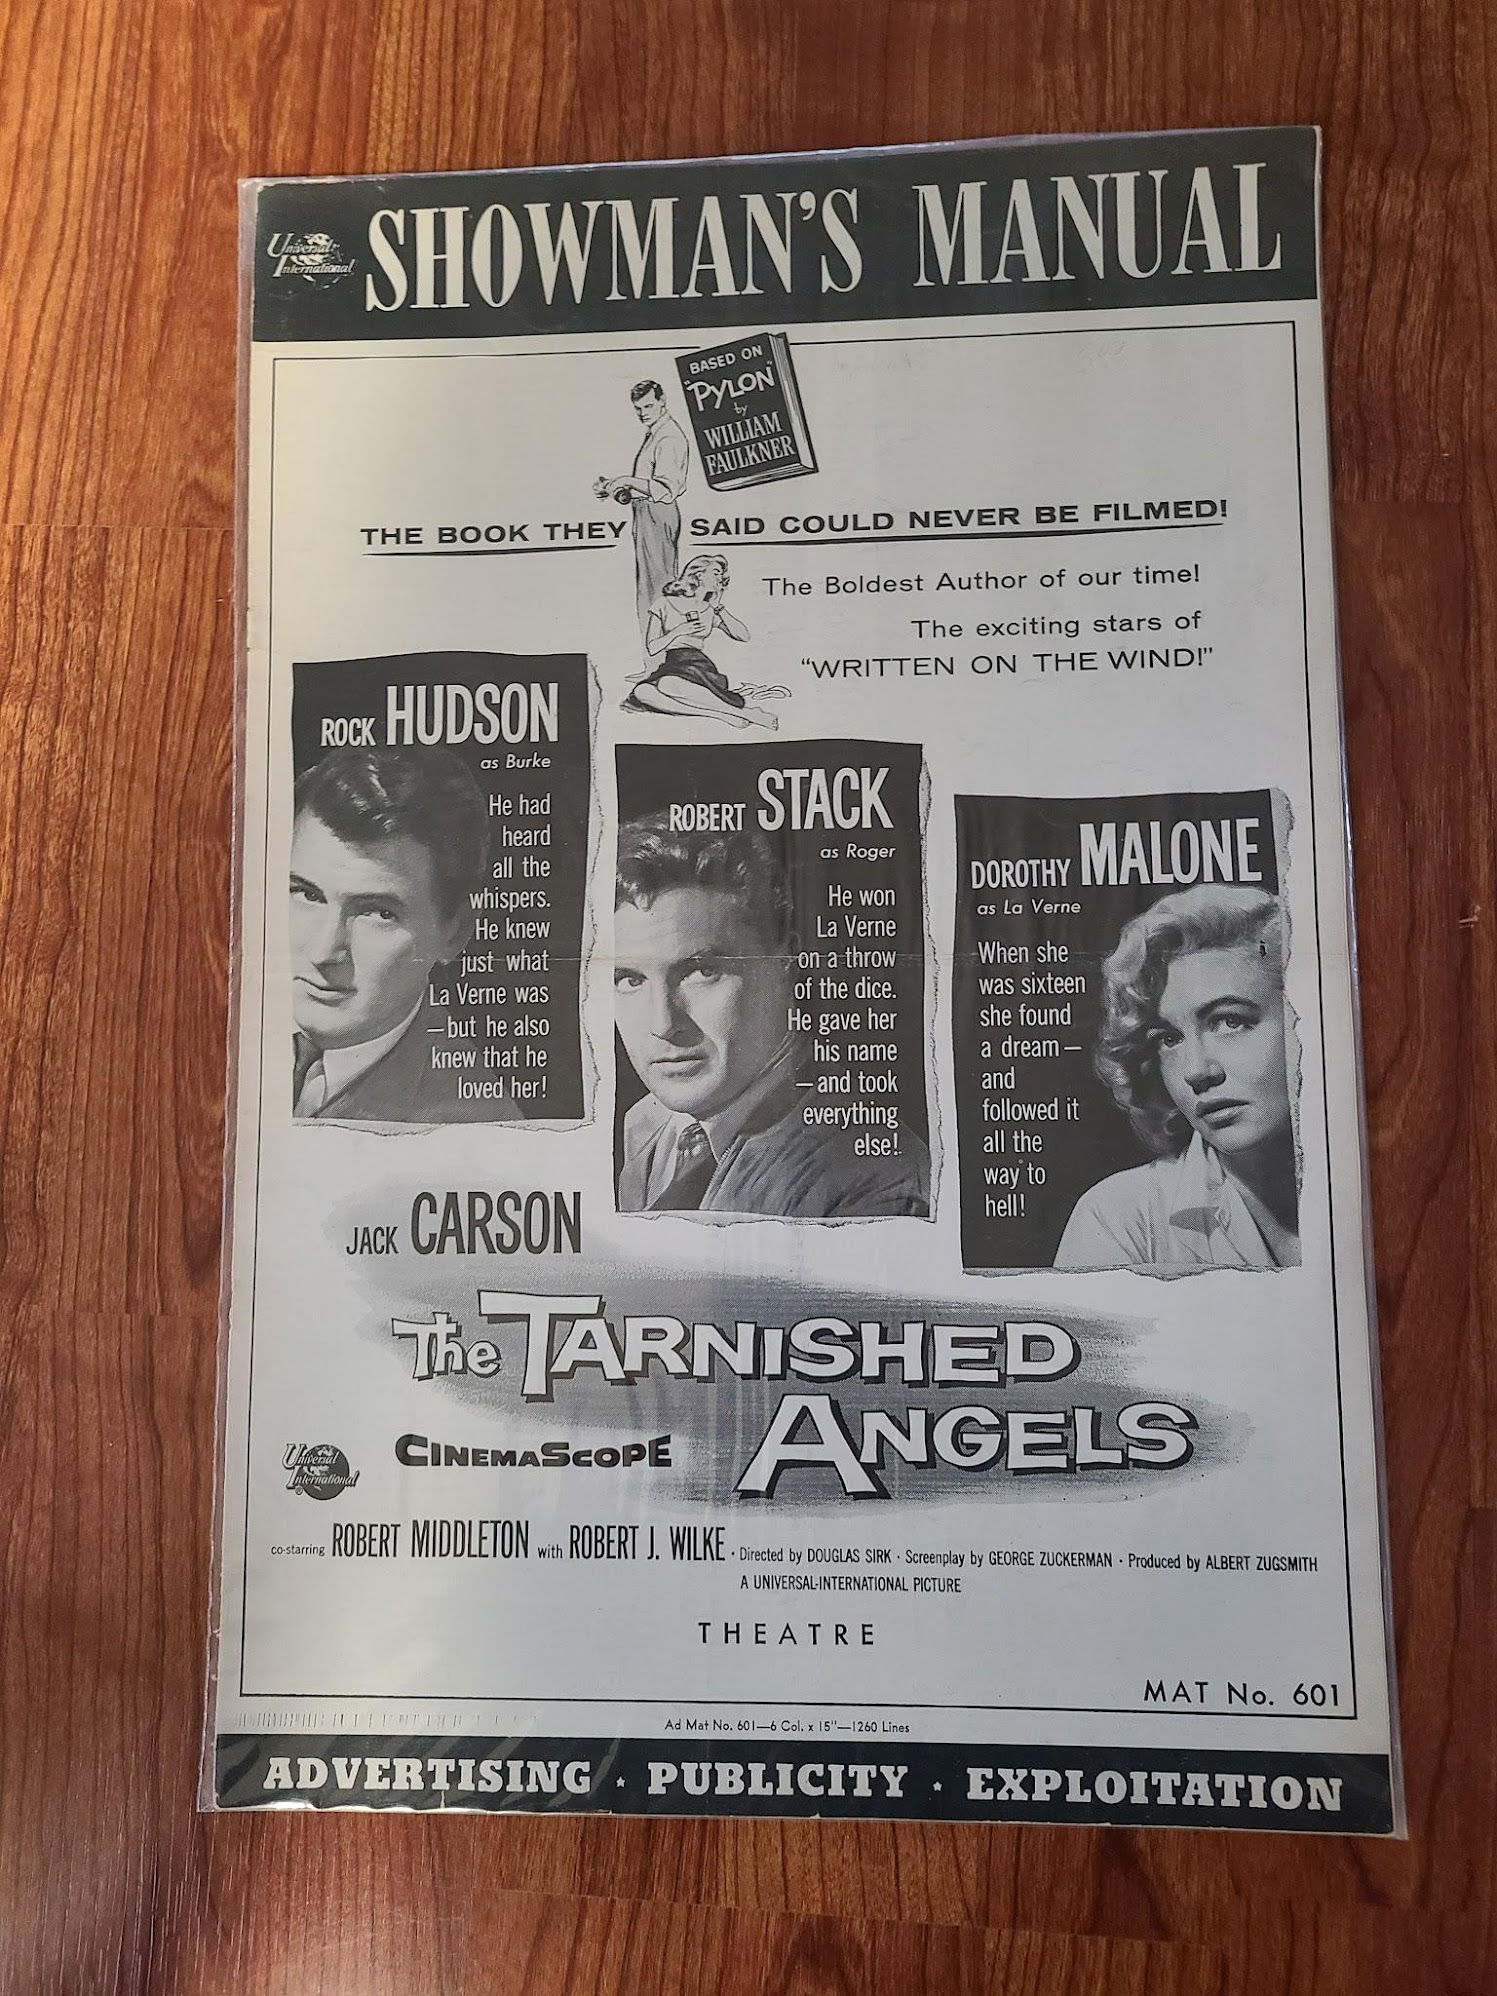 Universal International
SHOWMAN'S MANUAL
BASED ON
"PYLON"
by
WILLIAM
FAULKNER
THE BOOK THEY SAID COULD NEVER BE FILMED!
The Boldest Author of our time!
The exciting stars of
"WRITTEN ON THE WIND!"
ROCK HUDSON
as Burke
He had
heard
all the
whispers.
He knew
just what
La Verne was
—but he also
knew that he
loved her!
ROBERT STACK
as Roger
He won
La Verne
on a throw
of the dice.
He gave her
his name
—and took
everything
else!
DOROTHY MALONE
as La Verne
When she
was sixteen
she found
a dream—
and
followed it
all the
way to
hell!
JACK CARSON
The TARNISHED
ANGELS
CINEMASCOPE
Universal International
co-starring ROBERT MIDDLETON with ROBERT J. WILKE · Directed by DOUGLAS SIRK · Screenplay by GEORGE ZUCKERMAN · Produced by ALBERT ZUGSMITH
A UNIVERSAL-INTERNATIONAL PICTURE
THEATRE
MAT No. 601
Ad Mat No. 601—6 Col. x 15"—1260 Lines
ADVERTISING ★ PUBLICITY ★ EXPLOITATION